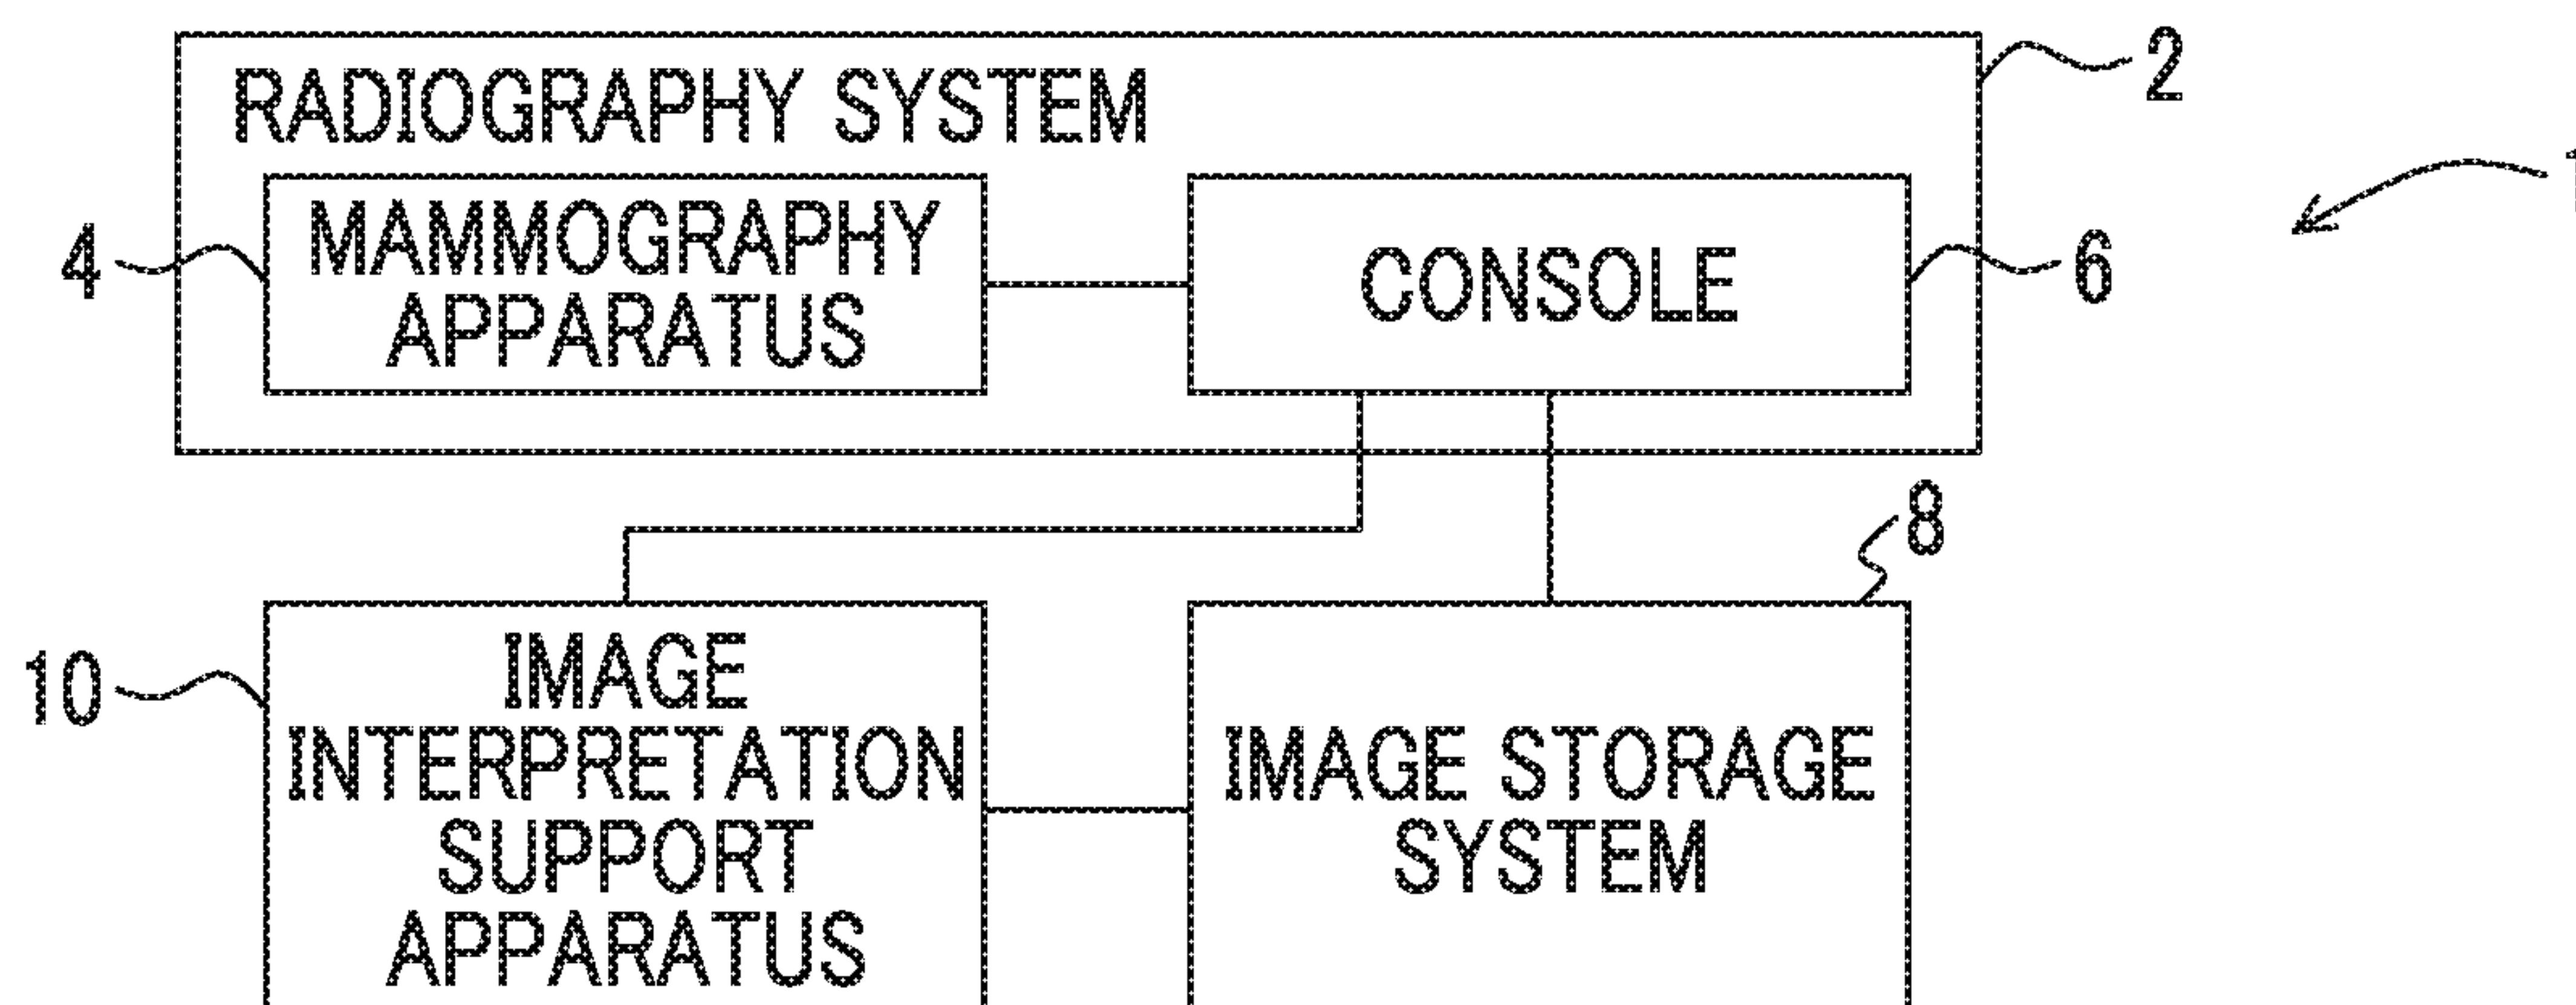 RADIOGRAPHY SYSTEM
2
MAMMOGRAPHY
APPARATUS
4
CONSOLE
6
8
10
IMAGE
INTERPRETATION
SUPPORT
APPARATUS
IMAGE STORAGE
SYSTEM